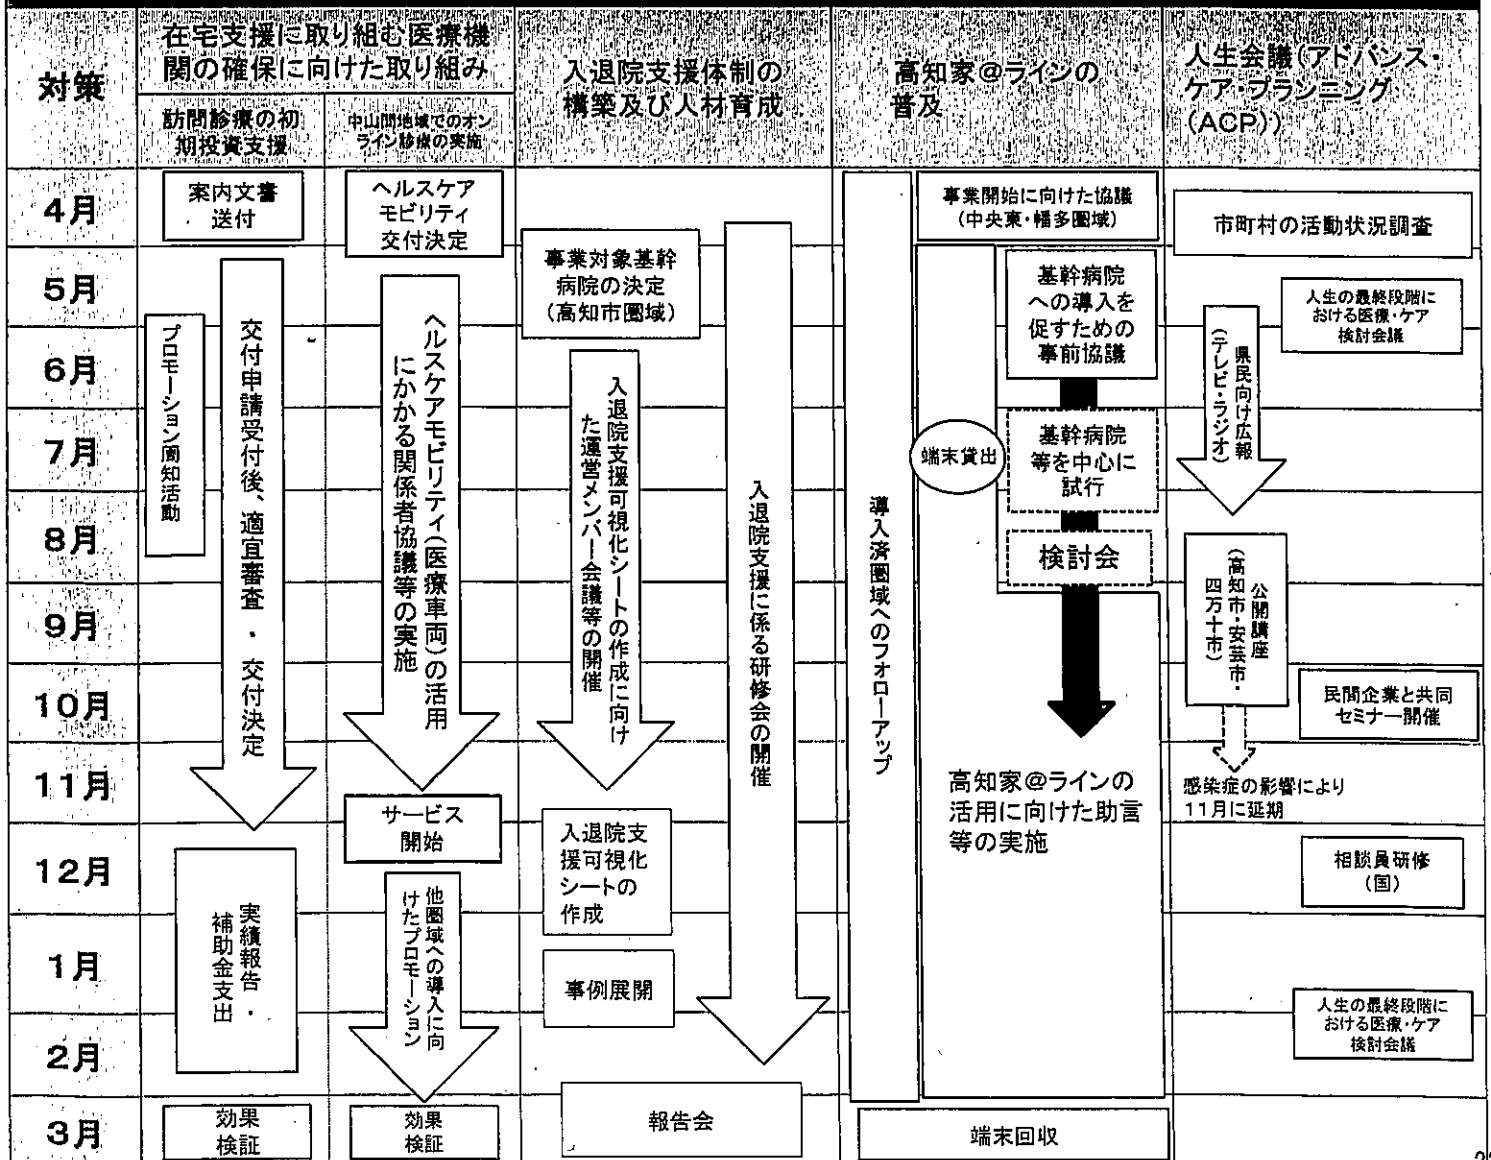 対策
在宅支援に取り組む医療機
関の確保に向けた取り組み
訪問診療の初
期投資支援
中山間地域でのオン
ライン診療の実施
入退院支援体制の
構築及び人材育成
高知家@ラインの
普及
人生会議(アドバンス・
ケア・プランニング
(ACP))
4月
5月
6月
7月
8月
9月
10月
11月
12月
1月
2月
3月
案内文書
送付
プロモーション周知活動
交付申請受付後、適宜審査・交付決定
実績報告・
補助金支出
効果
検証
ヘルスケア
モビリティ
交付決定
ヘルスケアモビリティ(医療車両)の活用
にかかる関係者協議等の実施
サービス
開始
他圏域への導入に向
けたプロモーション
効果
検証
事業対象基幹
病院の決定
(高知市圏域)
入退院支援可視化シートの作成に向け
た運営メンバー会議等の開催
入退院支
援可視化
シートの
作成
事例展開
入退院支援に係る研修会の開催
報告会
導入済圏域へのフォローアップ
事業開始に向けた協議
(中央東・幡多圏域)
端末貸出
基幹病院
への導入を
促すための
事前協議
基幹病院
等を中心に
試行
検討会
高知家@ラインの
活用に向けた助言
等の実施
端末回収
市町村の活動状況調査
人生の最終段階に
おける医療・ケア
検討会議
県民向け広報
(テレビ・ラジオ)
公開講座
(高知市・安芸市・
四万十市)
民間企業と共同
セミナー開催
感染症の影響により
11月に延期
相談員研修
(国)
人生の最終段階に
おける医療・ケア
検討会議